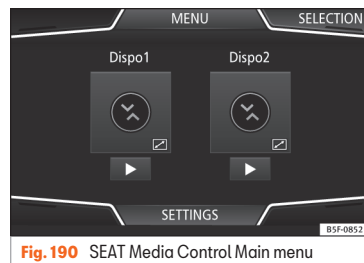 MENU SELECTION
Dispo1 Dispo2
SETTINGS
B5F-0852
Fig. 190 SEAT Media Control Main menu